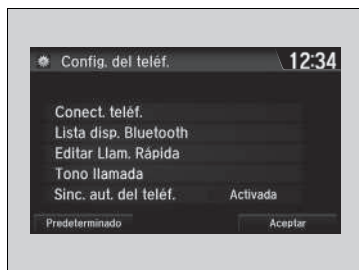 Config. del teléf.
12:34
Conect. teléf.
Lista disp. Bluetooth
Editar Llam. Rápida
Tono llamada
Sinc. aut. del teléf. Activada
Predeterminado Aceptar